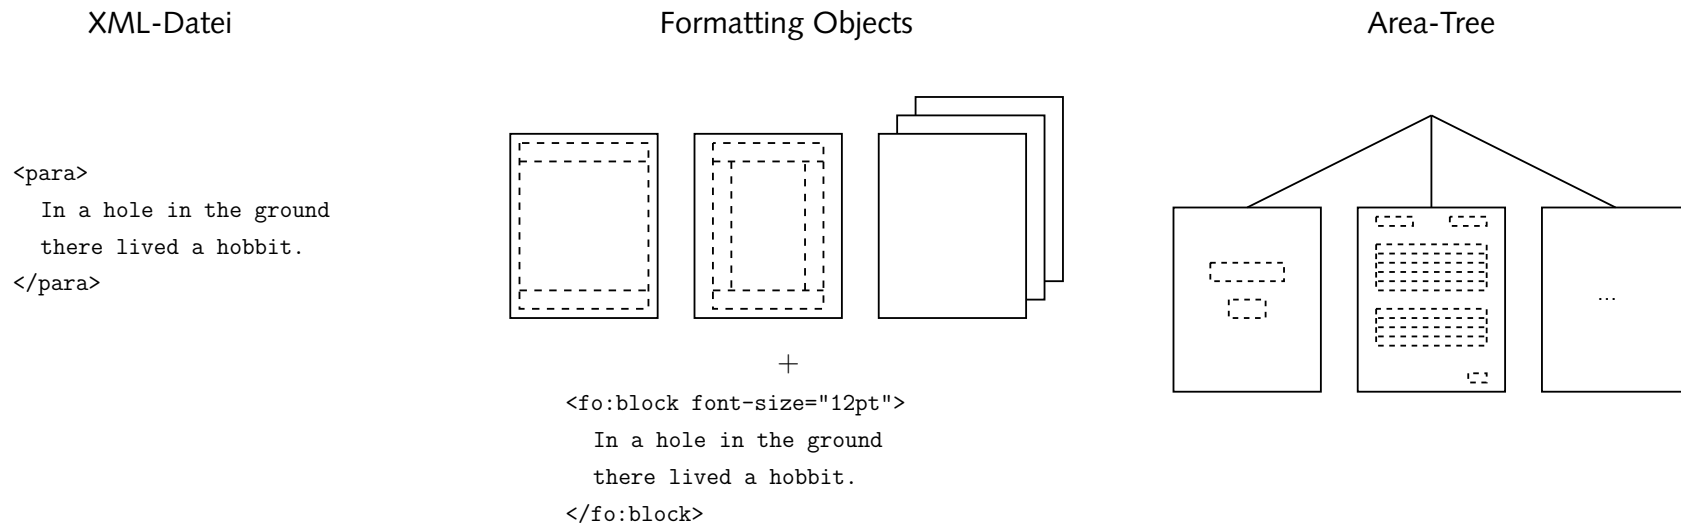 XML-Datei
Formatting Objects
Area-Tree
<para>
In a hole in the ground
there lived a hobbit.
</para>
...
+
<fo:block font-size="12pt">
In a hole in the ground
there lived a hobbit.
</fo:block>